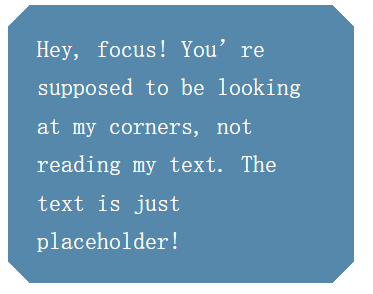 Hey, focus! You’re
supposed to be looking
at my corners, not
reading my text. The
text is just
placeholder!